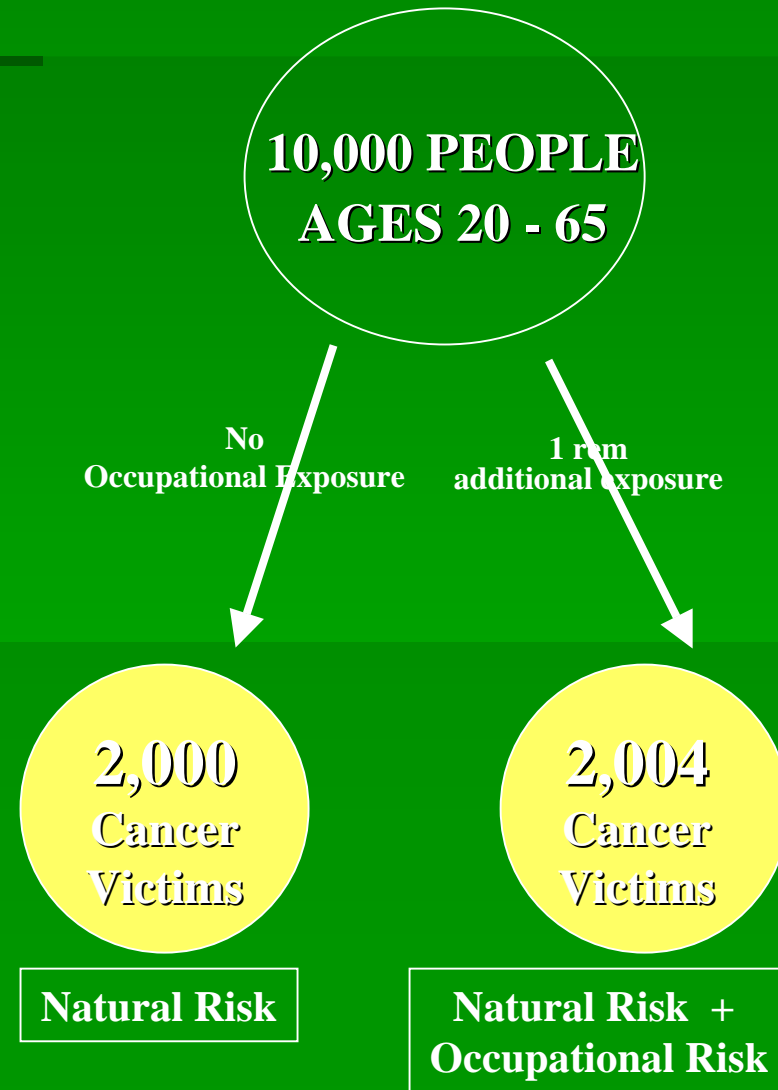 10,000 PEOPLE
AGES 20 - 65
No
Occupational Exposure
1 rem
additional exposure
2,000
Cancer
Victims
2,004
Cancer
Victims
Natural Risk
Natural Risk +
Occupational Risk